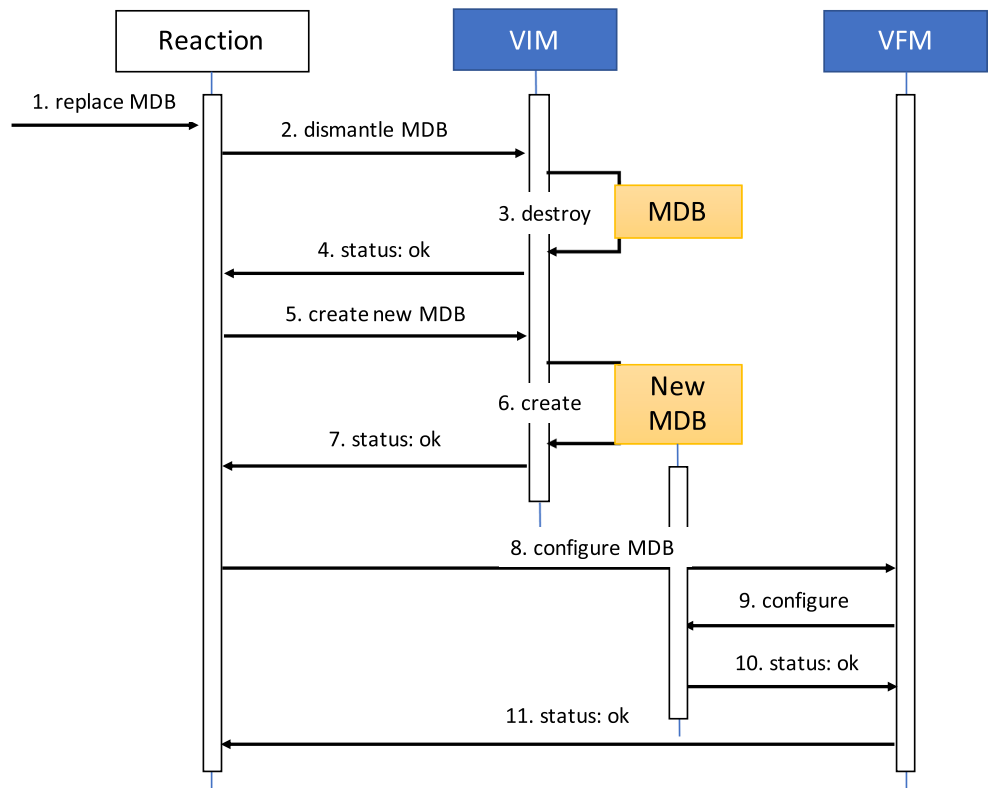 Reaction
VIM
VFM
1. replace MDB
2. dismantle MDB
3. destroy
MDB
4. status: ok
5. create new MDB
6. create
New
MDB
7. status: ok
8. configure MDB
9. configure
10. status: ok
11. status: ok